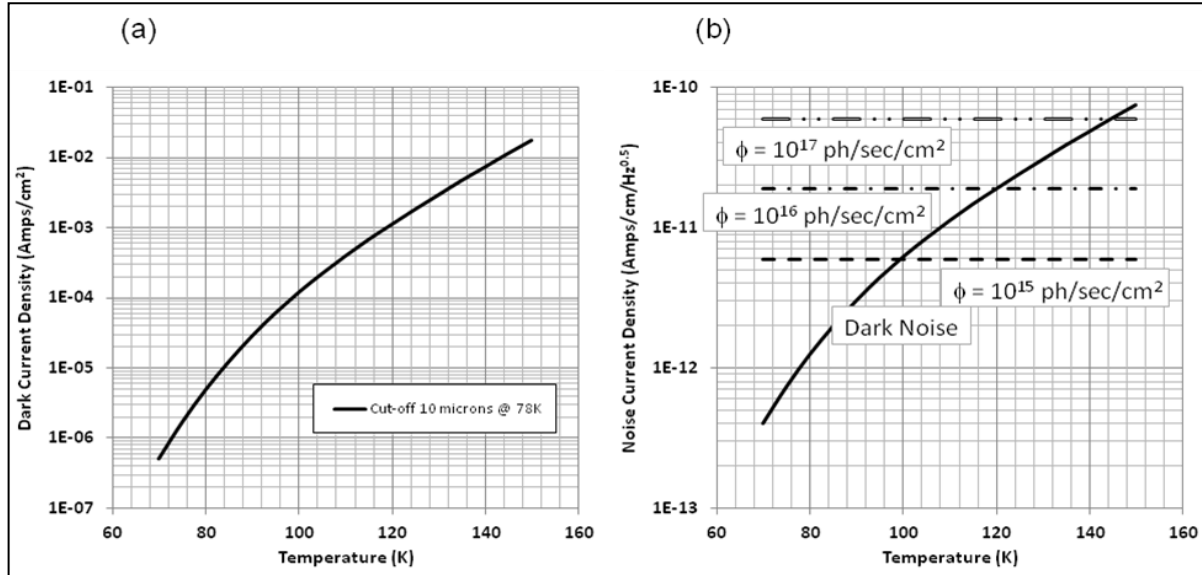 (a)
Dark Current Density (Amps/cm²)
1E-01
1E-02
1E-03
1E-04
1E-05
1E-06
1E-07
Cut-off 10 microns @ 78K
60 80 100 120 140 160
Temperature (K)
(b)
Noise Current Density (Amps/cm/Hz⁰·⁵)
1E-10
1E-11
1E-12
1E-13
ϕ = 10¹⁷ ph/sec/cm²
ϕ = 10¹⁶ ph/sec/cm²
ϕ = 10¹⁵ ph/sec/cm²
Dark Noise
60 80 100 120 140 160
Temperature (K)